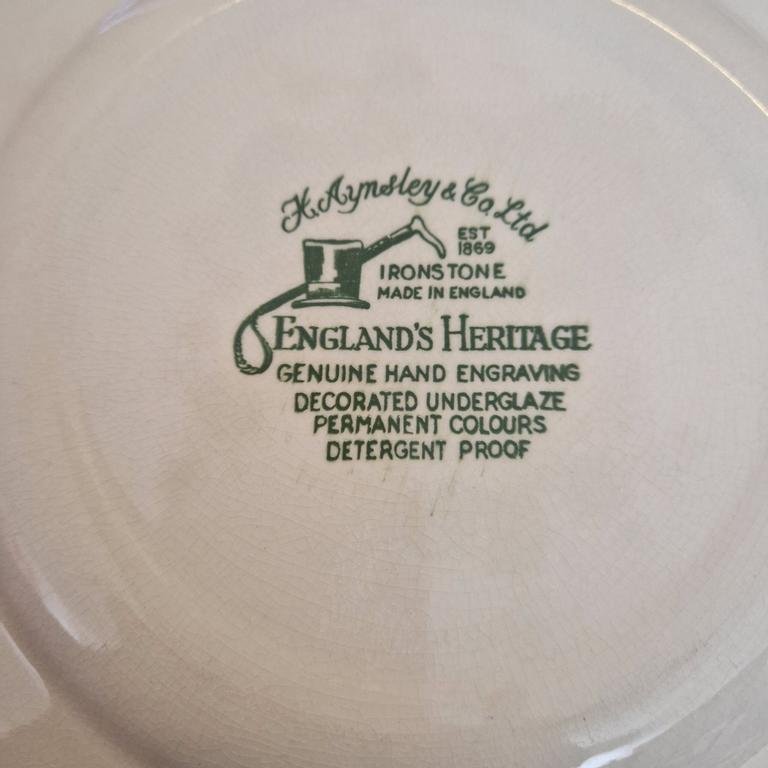 H. Aynsley & Co. Ltd
EST
1869
IRONSTONE
MADE IN ENGLAND
ENGLAND'S HERITAGE
GENUINE HAND ENGRAVING
DECORATED UNDERGLAZE
PERMANENT COLOURS
DETERGENT PROOF